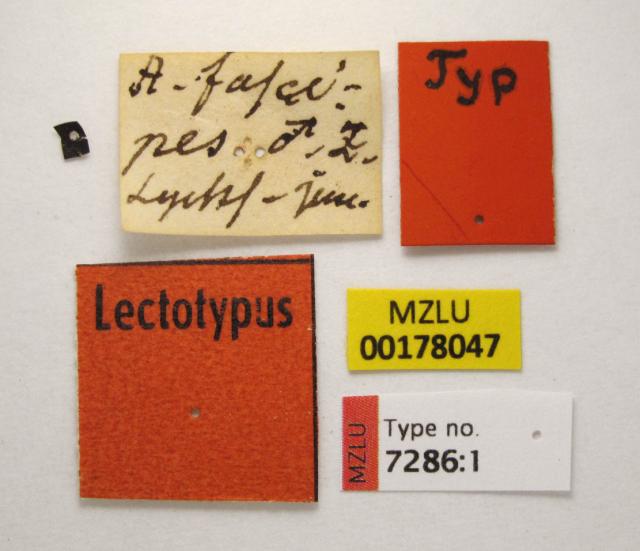 A. fasci-
pes ♂. Z.
Typ
Lectotypus
MZLU
00178047
MZLU
Type no.
7286:1